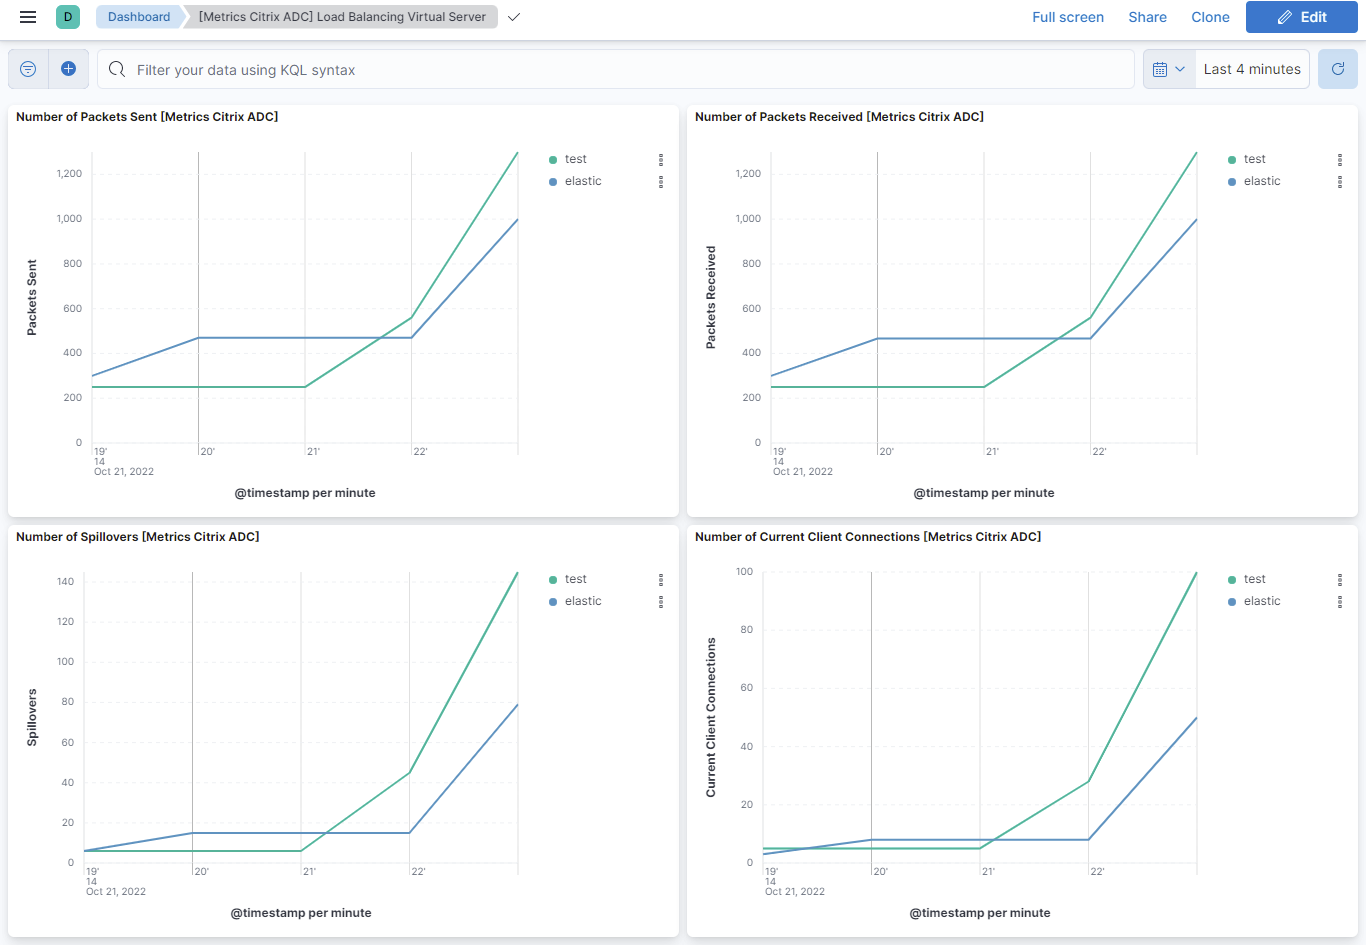 D Dashboard [Metrics Citrix ADC] Load Balancing Virtual Server Full screen Share Clone Edit
Filter your data using KQL syntax Last 4 minutes
Number of Packets Sent [Metrics Citrix ADC]
Packets Sent
1,200
1,000
800
600
400
200
0
19' 20' 21' 22'
14
Oct 21, 2022
@timestamp per minute
test
elastic
Number of Packets Received [Metrics Citrix ADC]
Packets Received
1,200
1,000
800
600
400
200
0
19' 20' 21' 22'
14
Oct 21, 2022
@timestamp per minute
test
elastic
Number of Spillovers [Metrics Citrix ADC]
Spillovers
140
120
100
80
60
40
20
0
19' 20' 21' 22'
14
Oct 21, 2022
@timestamp per minute
test
elastic
Number of Current Client Connections [Metrics Citrix ADC]
Current Client Connections
100
80
60
40
20
0
19' 20' 21' 22'
14
Oct 21, 2022
@timestamp per minute
test
elastic